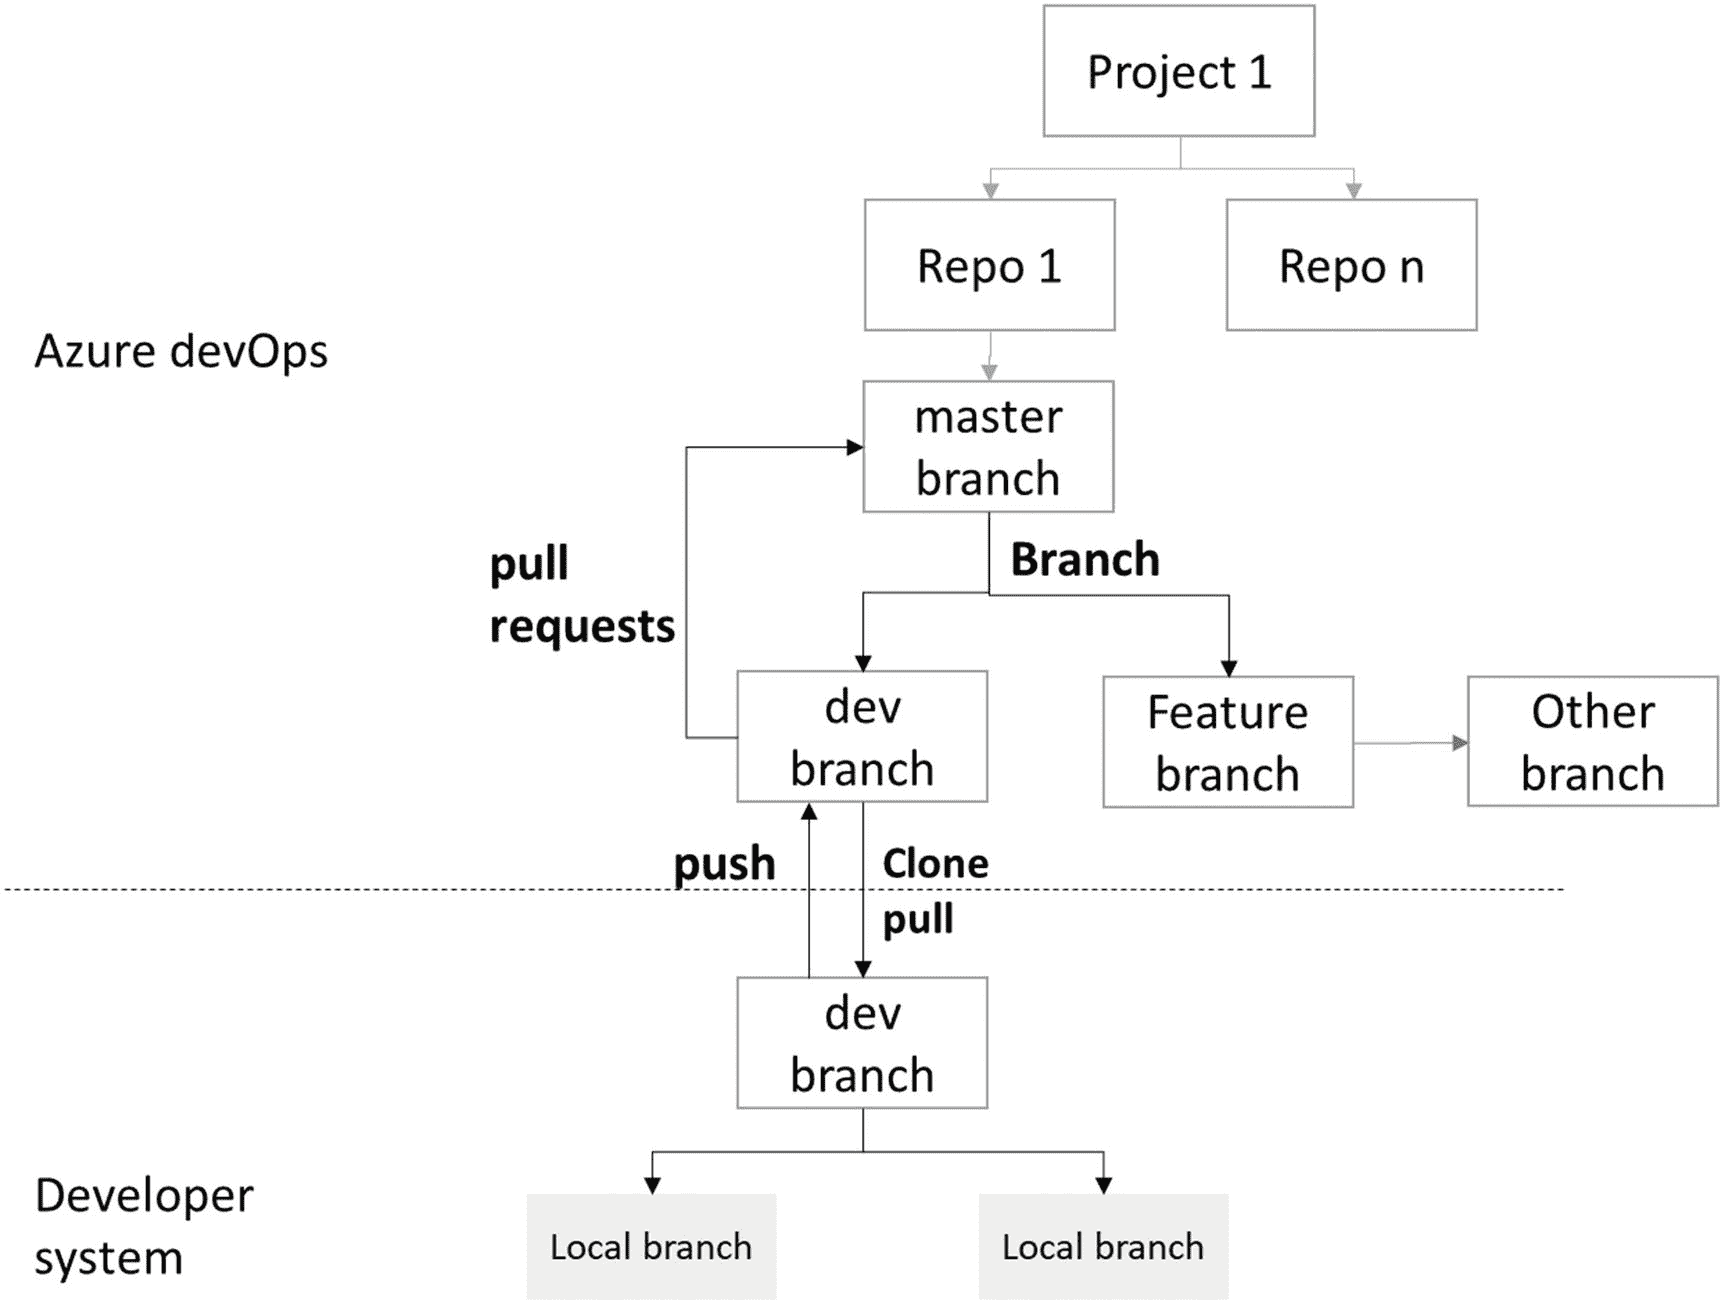 Project 1
Repo 1
Repo n
Azure devOps
master
branch
Branch
pull
requests
dev
branch
Feature
branch
Other
branch
push
Clone
pull
dev
branch
Developer
system
Local branch
Local branch